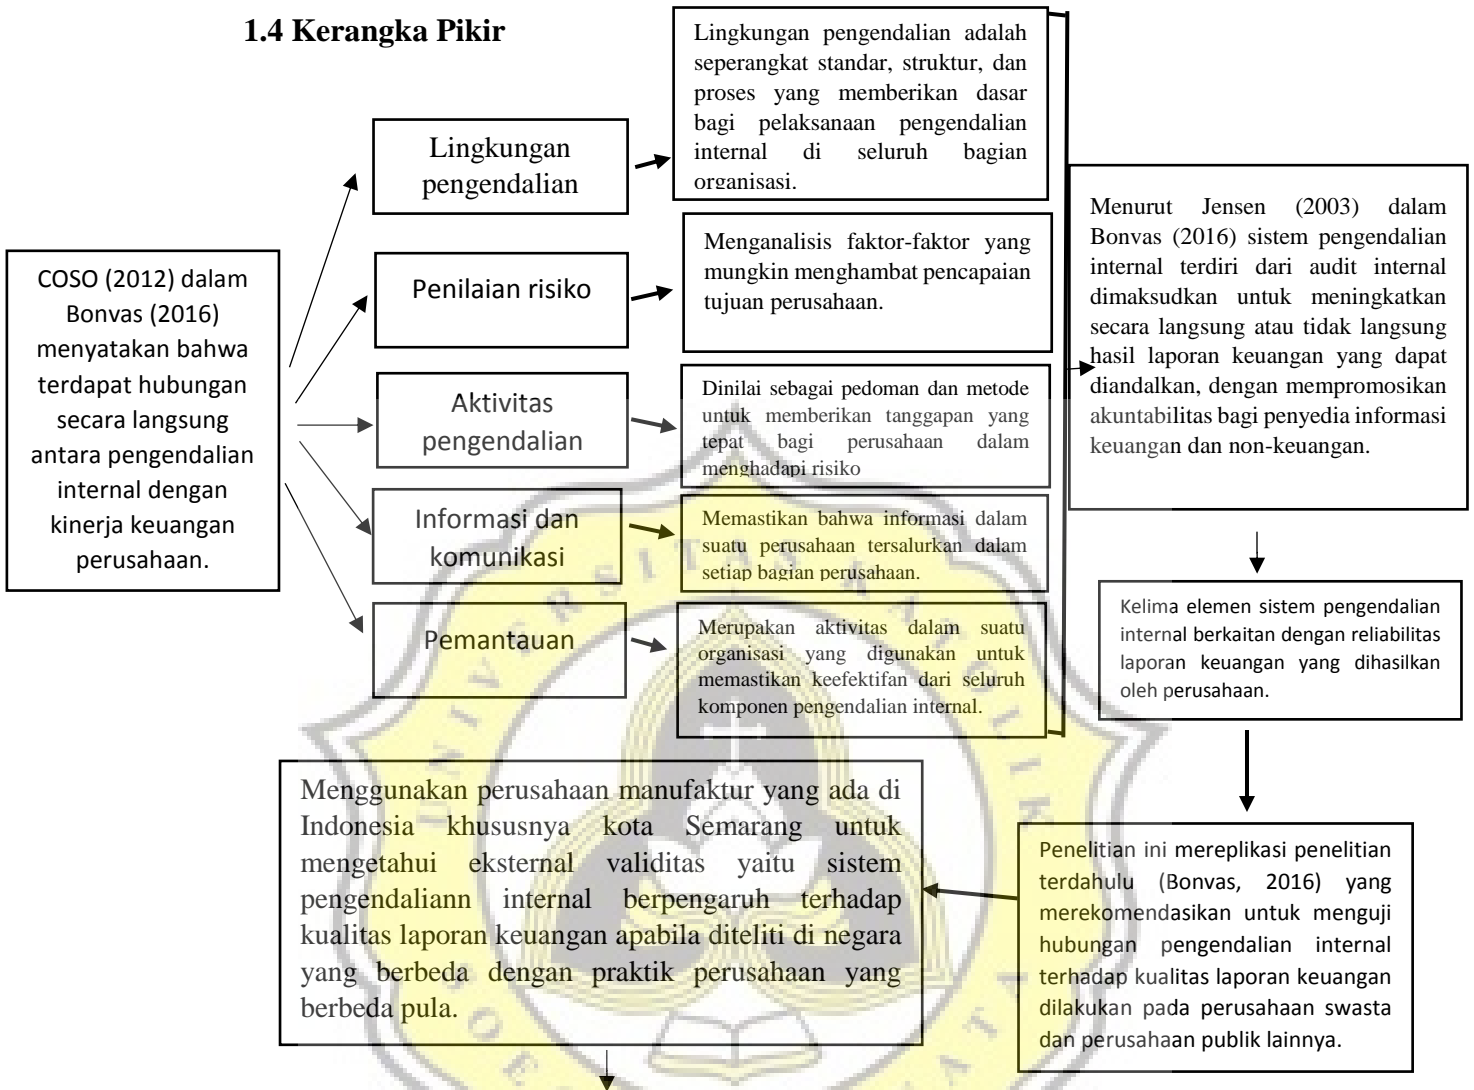 1.4 Kerangka Pikir
COSO (2012) dalam
Bonvas (2016)
menyatakan bahwa
terdapat hubungan
secara langsung
antara pengendalian
internal dengan
kinerja keuangan
perusahaan.
Lingkungan
pengendalian
Lingkungan pengendalian adalah
seperangkat standar, struktur, dan
proses yang memberikan dasar
bagi pelaksanaan pengendalian
internal di seluruh bagian
organisasi.
Penilaian risiko
Menganalisis faktor-faktor yang
mungkin menghambat pencapaian
tujuan perusahaan.
Aktivitas
pengendalian
Dinilai sebagai pedoman dan metode
untuk memberikan tanggapan yang
tepat bagi perusahaan dalam
menghadapi risiko
Informasi dan
komunikasi
Memastikan bahwa informasi dalam
suatu perusahaan tersalurkan dalam
setiap bagian perusahaan.
Pemantauan
Merupakan aktivitas dalam suatu
organisasi yang digunakan untuk
memastikan keefektifan dari seluruh
komponen pengendalian internal.
Menurut Jensen (2003) dalam
Bonvas (2016) sistem pengendalian
internal terdiri dari audit internal
dimaksudkan untuk meningkatkan
secara langsung atau tidak langsung
hasil laporan keuangan yang dapat
diandalkan, dengan mempromosikan
akuntabilitas bagi penyedia informasi
keuangan dan non-keuangan.
Kelima elemen sistem pengendalian
internal berkaitan dengan reliabilitas
laporan keuangan yang dihasilkan
oleh perusahaan.
Penelitian ini mereplikasi penelitian
terdahulu (Bonvas, 2016) yang
merekomendasikan untuk menguji
hubungan pengendalian internal
terhadap kualitas laporan keuangan
dilakukan pada perusahaan swasta
dan perusahaan publik lainnya.
Menggunakan perusahaan manufaktur yang ada di
Indonesia khususnya kota Semarang untuk
mengetahui eksternal validitas yaitu sistem
pengendaliann internal berpengaruh terhadap
kualitas laporan keuangan apabila diteliti di negara
yang berbeda dengan praktik perusahaan yang
berbeda pula.
UNIVERSITAS KATOLIK